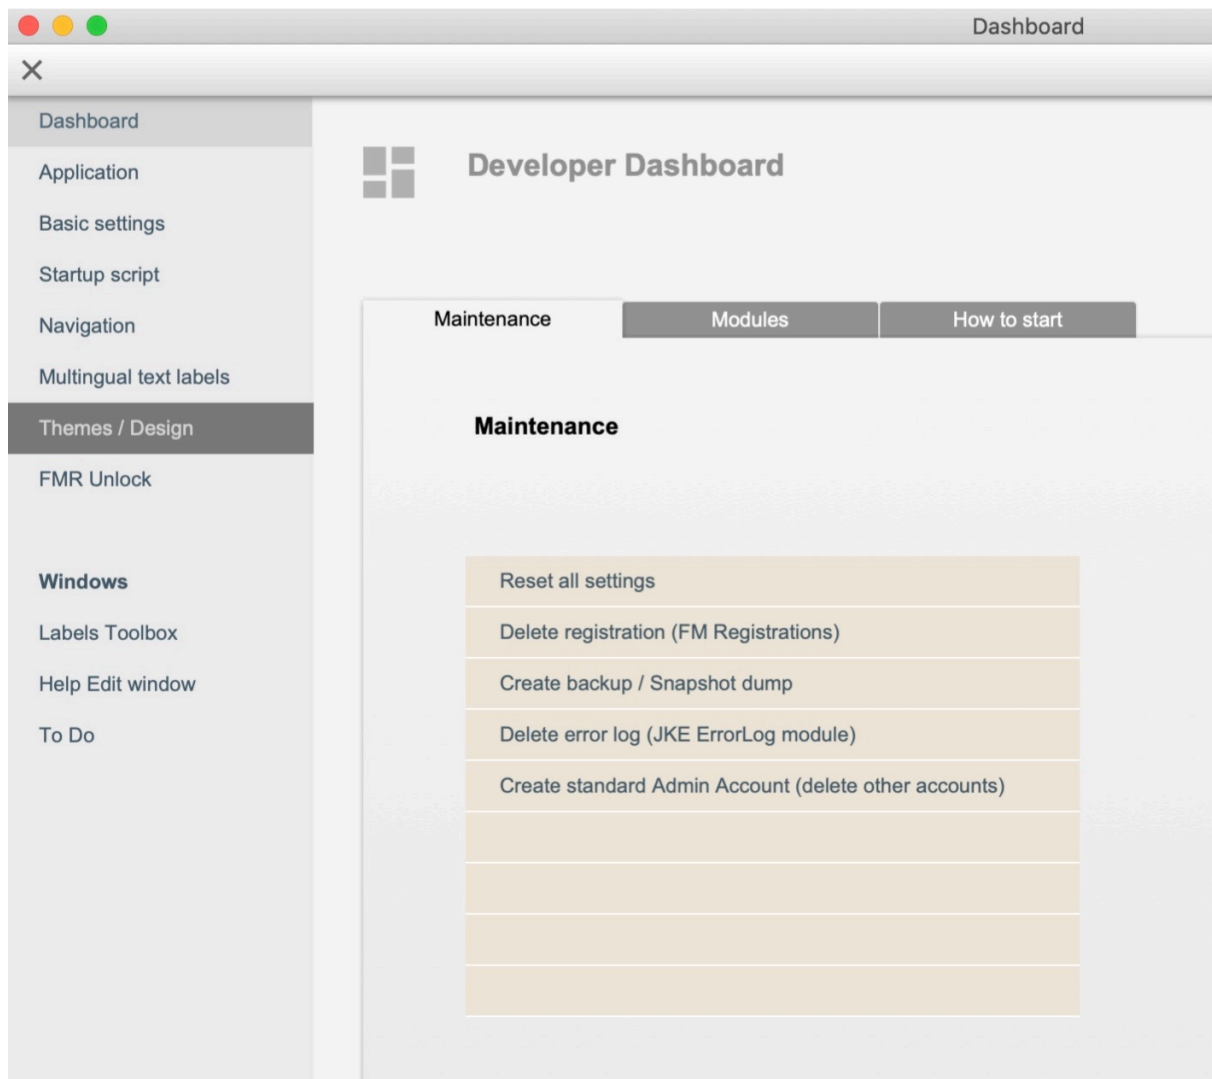 Dashboard
Dashboard
Application
Basic settings
Startup script
Navigation
Multingual text labels
Themes / Design
FMR Unlock
Windows
Labels Toolbox
Help Edit window
To Do
Developer Dashboard
Maintenance
Modules
How to start
Maintenance
Reset all settings
Delete registration (FM Registrations)
Create backup / Snapshot dump
Delete error log (JKE ErrorLog module)
Create standard Admin Account (delete other accounts)